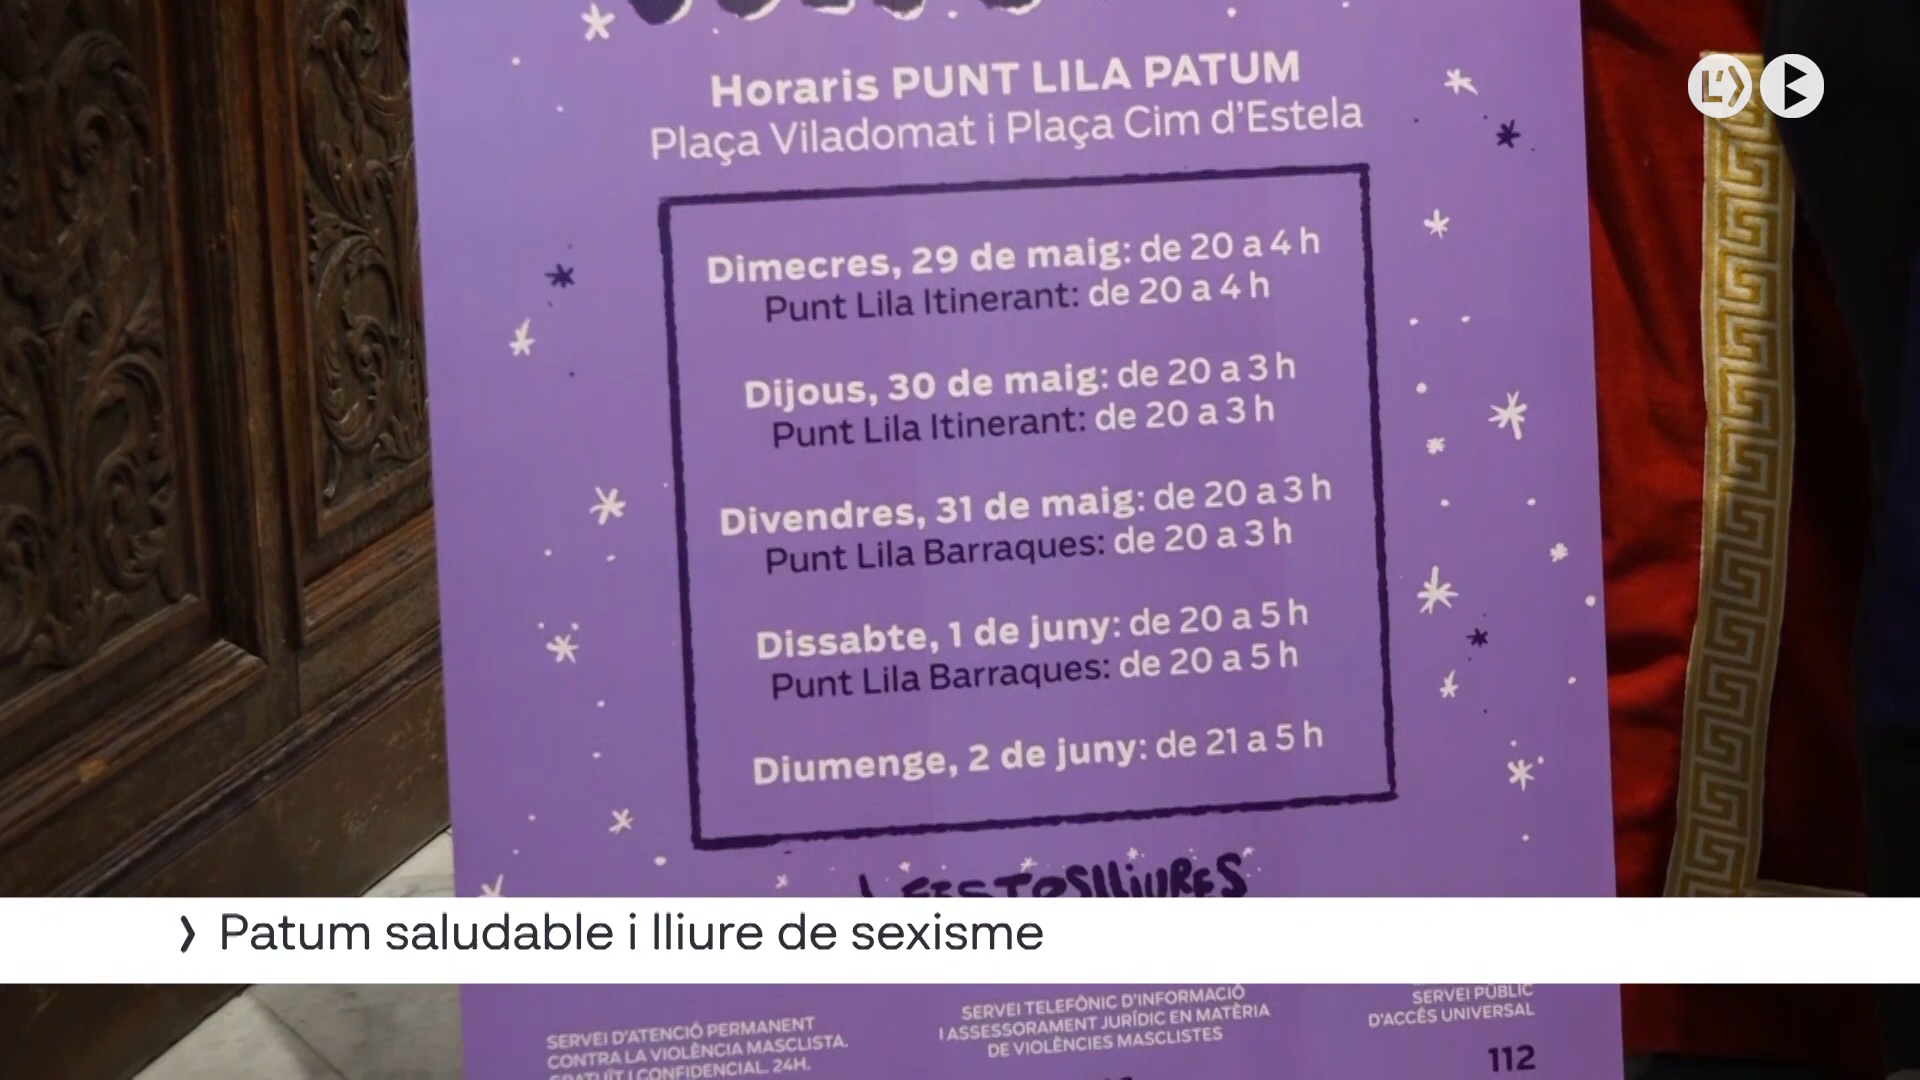 Horaris PUNT LILA PATUM
Plaça Viladomat i Plaça Cim d'Estela
Dimecres, 29 de maig: de 20 a 4 h
Punt Lila Itinerant: de 20 a 4 h
Dijous, 30 de maig: de 20 a 3 h
Punt Lila Itinerant: de 20 a 3 h
Divendres, 31 de maig: de 20 a 3 h
Punt Lila Barraques: de 20 a 3 h
Dissabte, 1 de juny: de 20 a 5 h
Punt Lila Barraques: de 20 a 5 h
Diumenge, 2 de juny: de 21 a 5 h
Patum saludable i lliure de sexisme
SERVEI D'ATENCIÓ PERMANENT
CONTRA LA VIOLÈNCIA MASCLISTA.
GRATUÏT I CONFIDENCIAL. 24H.
SERVEI TELEFÒNIC D'INFORMACIÓ
I ASSESSORAMENT JURÍDIC EN MATÈRIA
DE VIOLÈNCIES MASCLISTES
SERVEI PÚBLIC
D'ACCÉS UNIVERSAL
112